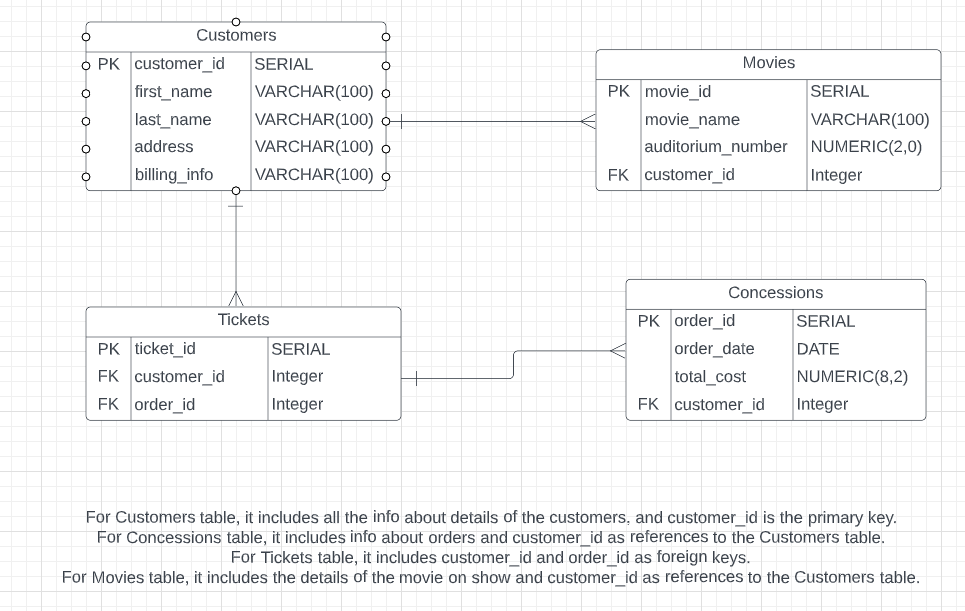 Customers
PK customer_id SERIAL
first_name VARCHAR(100)
last_name VARCHAR(100)
address VARCHAR(100)
billing_info VARCHAR(100)
Movies
PK movie_id SERIAL
movie_name VARCHAR(100)
auditorium_number NUMERIC(2,0)
FK customer_id Integer
Tickets
PK ticket_id SERIAL
FK customer_id Integer
FK order_id Integer
Concessions
PK order_id SERIAL
order_date DATE
total_cost NUMERIC(8,2)
FK customer_id Integer
For Customers table, it includes all the info about details of the customers, and customer_id is the primary key.
For Concessions table, it includes info about orders and customer_id as references to the Customers table.
For Tickets table, it includes customer_id and order_id as foreign keys.
For Movies table, it includes the details of the movie on show and customer_id as references to the Customers table.